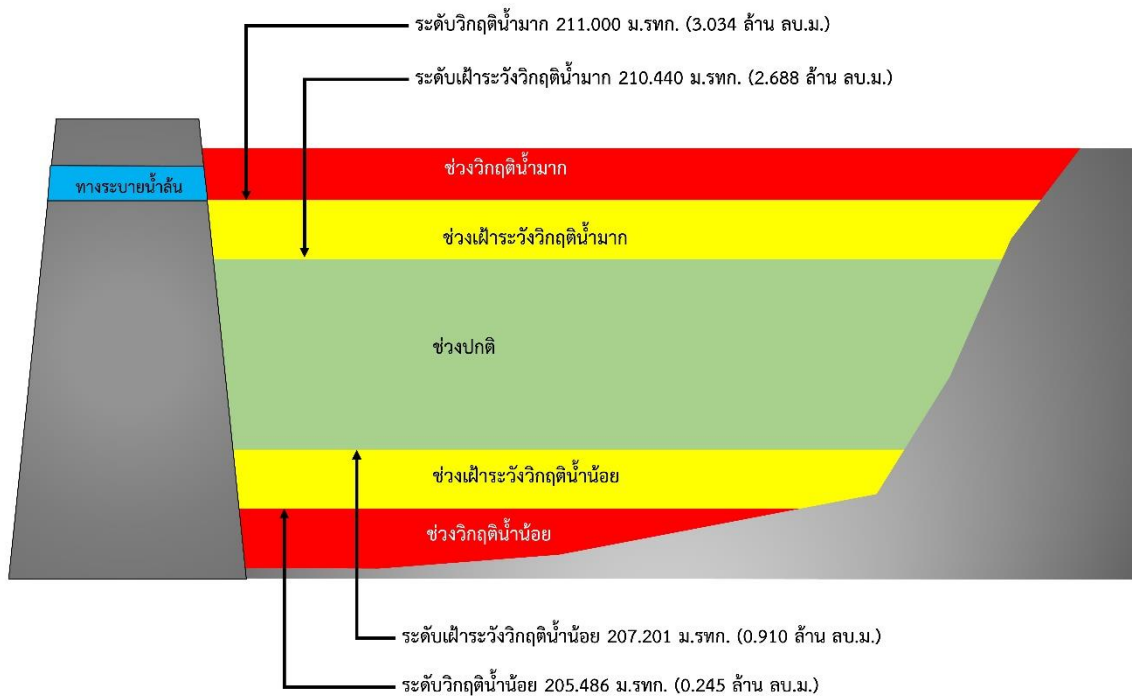 ระดับวิกฤติน้ำมาก 211.000 ม.รทก. (3.034 ล้าน ลบ.ม.)
ระดับเฝ้าระวังวิกฤติน้ำมาก 210.440 ม.รทก. (2.688 ล้าน ลบ.ม.)
ช่วงวิกฤติน้ำมาก
ทางระบายน้ำล้น
ช่วงเฝ้าระวังวิกฤติน้ำมาก
ช่วงปกติ
ช่วงเฝ้าระวังวิกฤติน้ำน้อย
ช่วงวิกฤติน้ำน้อย
ระดับเฝ้าระวังวิกฤติน้ำน้อย 207.201 ม.รทก. (0.910 ล้าน ลบ.ม.)
ระดับวิกฤติน้ำน้อย 205.486 ม.รทก. (0.245 ล้าน ลบ.ม.)